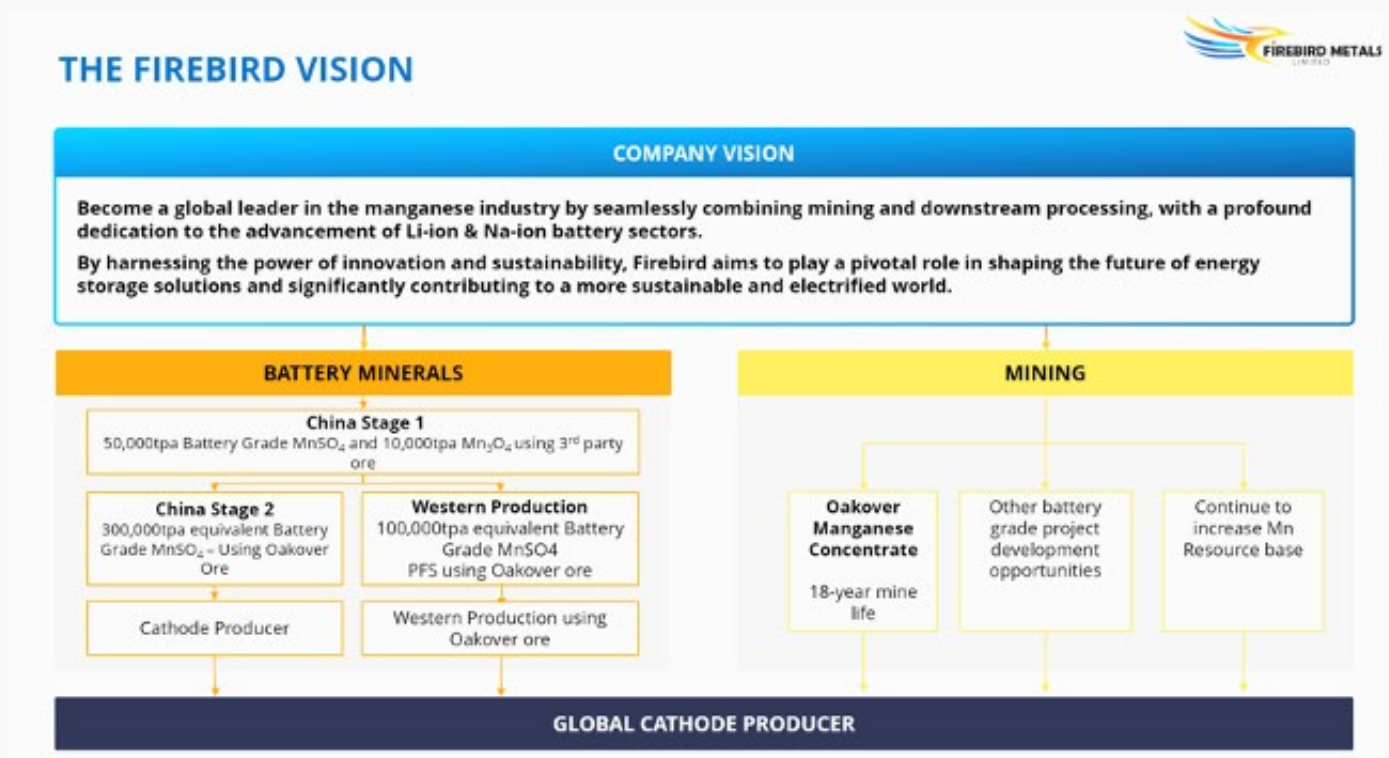 THE FIREBIRD VISION
FIREBIRD METALS
LIMITED
COMPANY VISION
Become a global leader in the manganese industry by seamlessly combining mining and downstream processing, with a profound
dedication to the advancement of Li-ion & Na-ion battery sectors.
By harnessing the power of innovation and sustainability, Firebird aims to play a pivotal role in shaping the future of energy
storage solutions and significantly contributing to a more sustainable and electrified world.
BATTERY MINERALS
China Stage 1
50,000tpa Battery Grade MnSO₄ and 10,000tpa Mn₃O₄ using 3ʳᵈ party
ore
China Stage 2
300,000tpa equivalent Battery
Grade MnSO₄ – Using Oakover
Ore
Western Production
100,000tpa equivalent Battery
Grade MnSO4
PFS using Oakover ore
Cathode Producer
Western Production using
Oakover ore
MINING
Oakover
Manganese
Concentrate
18-year mine
life
Other battery
grade project
development
opportunities
Continue to
increase Mn
Resource base
GLOBAL CATHODE PRODUCER